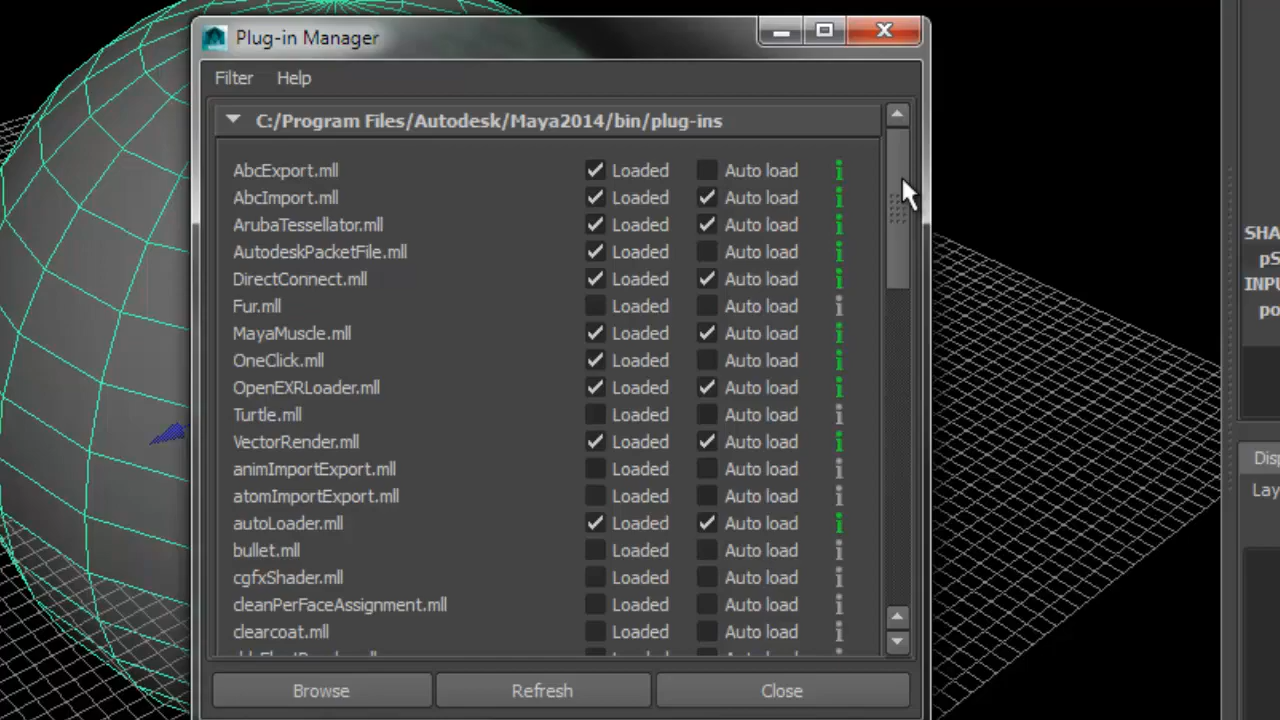 Plug-in Manager
Filter Help
C:/Program Files/Autodesk/Maya2014/bin/plug-ins
AbcExport.mll Loaded Auto load
AbcImport.mll Loaded Auto load
ArubaTessellator.mll Loaded Auto load
AutodeskPacketFile.mll Loaded Auto load
DirectConnect.mll Loaded Auto load
Fur.mll Loaded Auto load
MayaMuscle.mll Loaded Auto load
OneClick.mll Loaded Auto load
OpenEXRLoader.mll Loaded Auto load
Turtle.mll Loaded Auto load
VectorRender.mll Loaded Auto load
animImportExport.mll Loaded Auto load
atomImportExport.mll Loaded Auto load
autoLoader.mll Loaded Auto load
bullet.mll Loaded Auto load
cgfxShader.mll Loaded Auto load
cleanPerFaceAssignment.mll Loaded Auto load
clearcoat.mll Loaded Auto load
Browse Refresh Close
SHA
pS
INPU
po
Disp
Lay